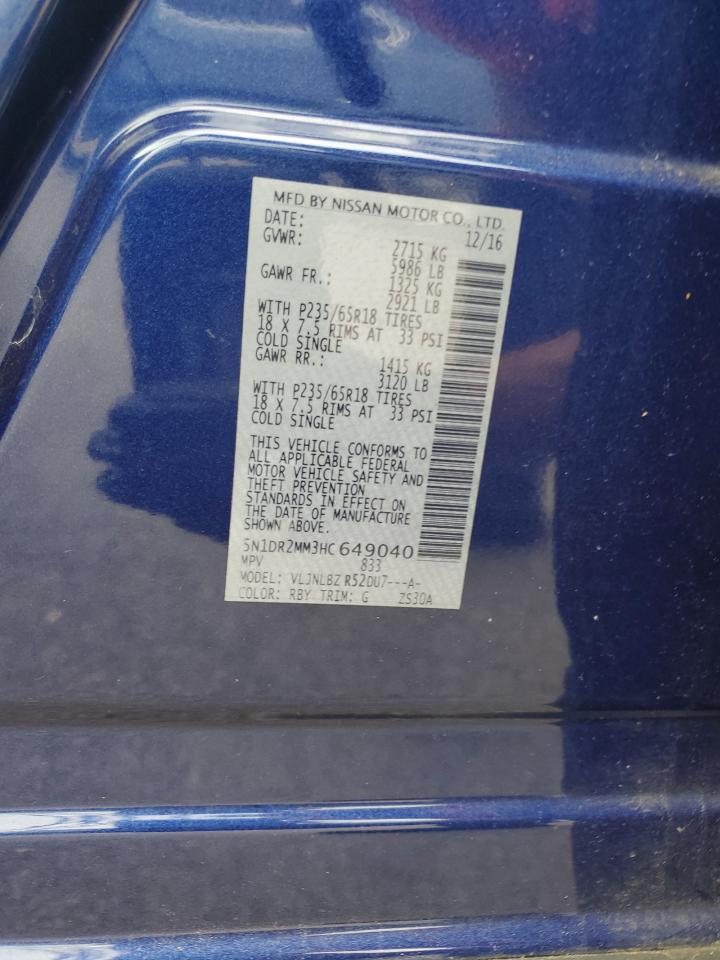 MFD BY NISSAN MOTOR CO., LTD.
DATE: 12/16
GVWR: 2715 KG
5986 LB
GAWR FR.: 1325 KG
2921 LB
WITH P235/65R18 TIRES
18 X 7.5 RIMS AT 33 PSI
COLD SINGLE
GAWR RR.: 1415 KG
3120 LB
WITH P235/65R18 TIRES
18 X 7.5 RIMS AT 33 PSI
COLD SINGLE
THIS VEHICLE CONFORMS TO
ALL APPLICABLE FEDERAL
MOTOR VEHICLE SAFETY AND
THEFT PREVENTION
STANDARDS IN EFFECT ON
THE DATE OF MANUFACTURE
SHOWN ABOVE.
5N1DR2MM3HC649040
MPV 833
MODEL: VLJNLBZ R52DU7---A-
COLOR: RBY TRIM: G ZS30A